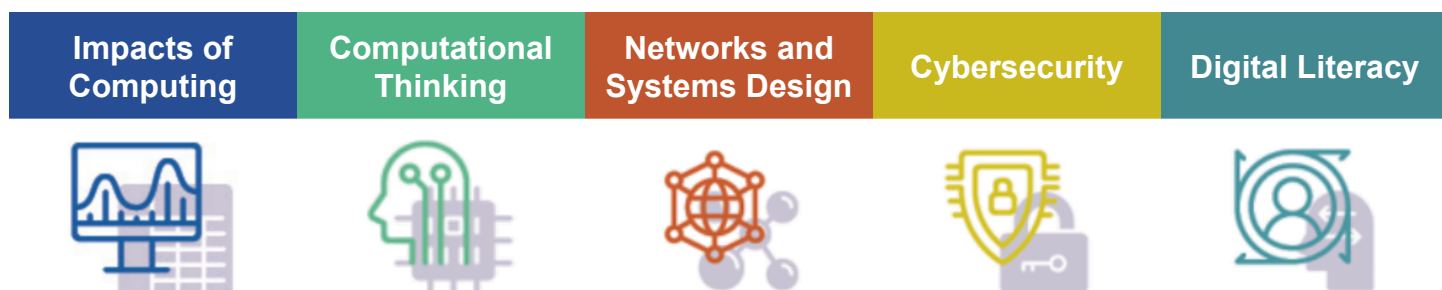 Impacts of
Computing
Computational
Thinking
Networks and
Systems Design
Cybersecurity
Digital Literacy